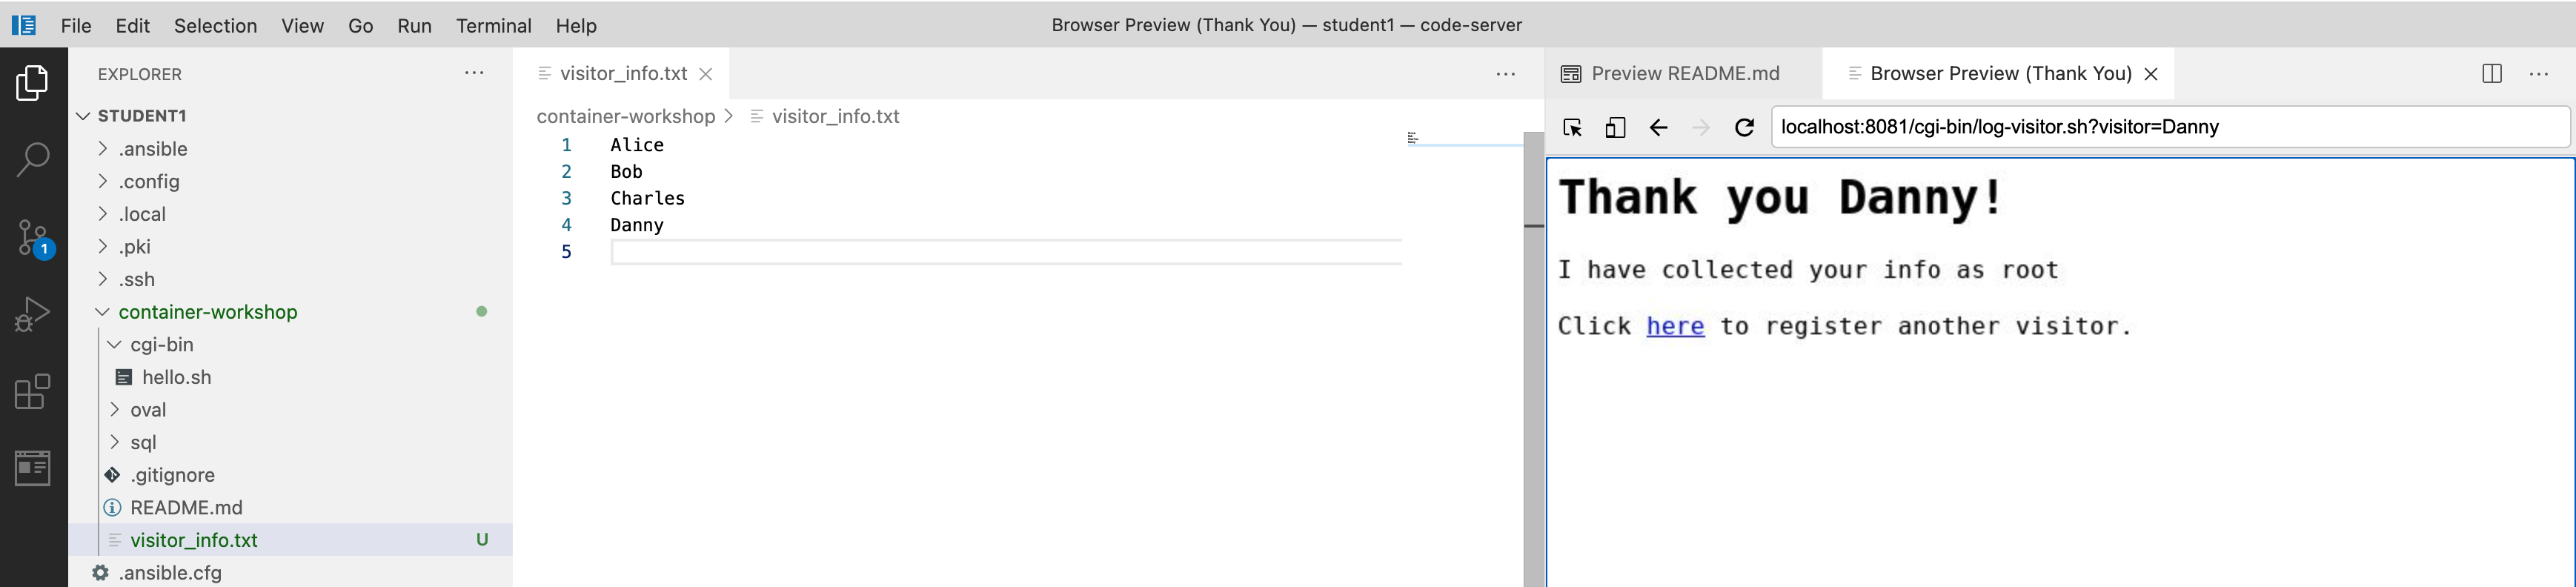 File Edit Selection View Go Run Terminal Help
Browser Preview (Thank You) — student1 — code-server
EXPLORER
STUDENT1
.ansible
.config
.local
.pki
.ssh
container-workshop
cgi-bin
hello.sh
oval
sql
.gitignore
README.md
visitor_info.txt U
.ansible.cfg
1
visitor_info.txt
container-workshop > visitor_info.txt
1 Alice
2 Bob
3 Charles
4 Danny
5
Preview README.md
Browser Preview (Thank You)
localhost:8081/cgi-bin/log-visitor.sh?visitor=Danny
Thank you Danny!
I have collected your info as root
Click here to register another visitor.